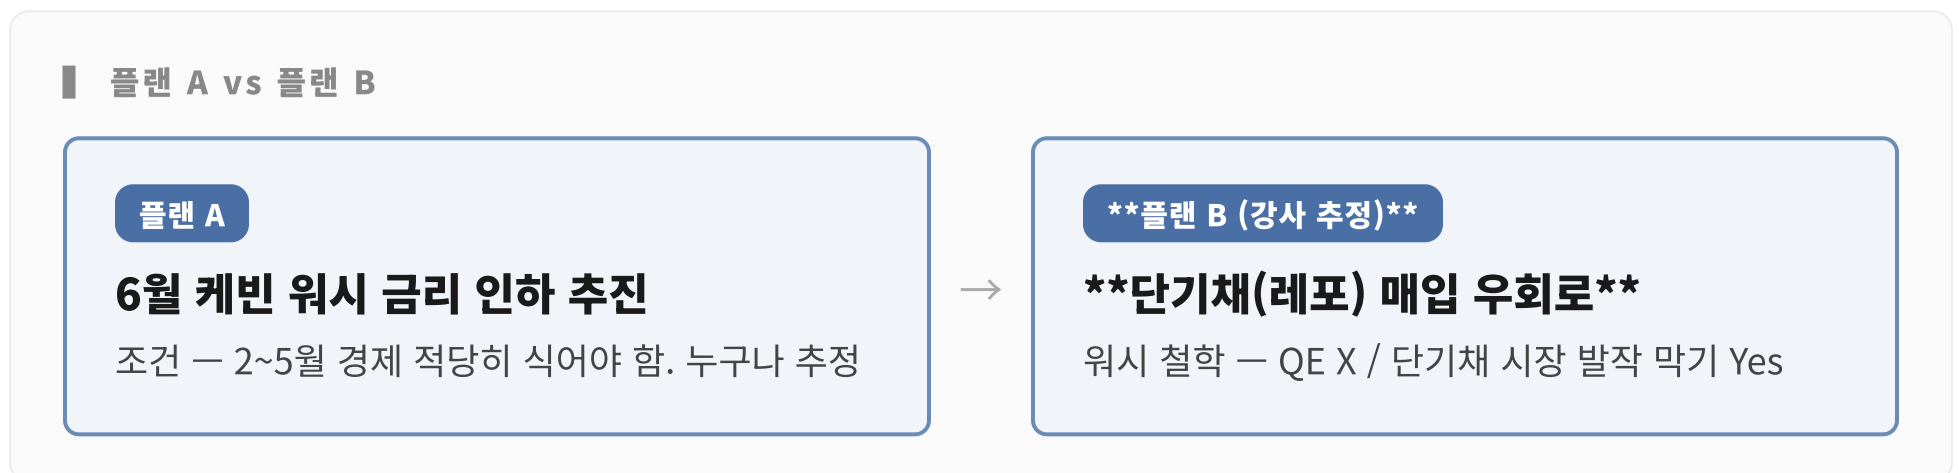 플랜 A vs 플랜 B
플랜 A
6월 케빈 워시 금리 인하 추진
조건 — 2~5월 경제 적당히 식어야 함. 누구나 추정
→
**플랜 B (강사 추정)**
**단기채(레포) 매입 우회로**
워시 철학 — QE X / 단기채 시장 발작 막기 Yes